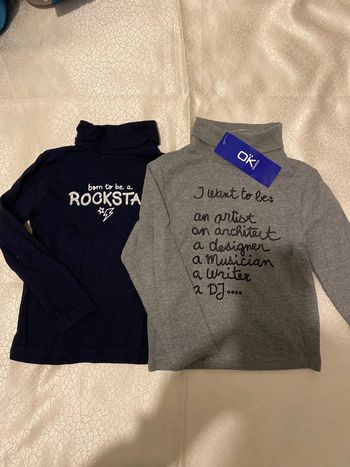 born to be a
ROCKSTA
OK!
I want to be:
an artist
an architect
a designer
a Musician
a Writer
a DJ....